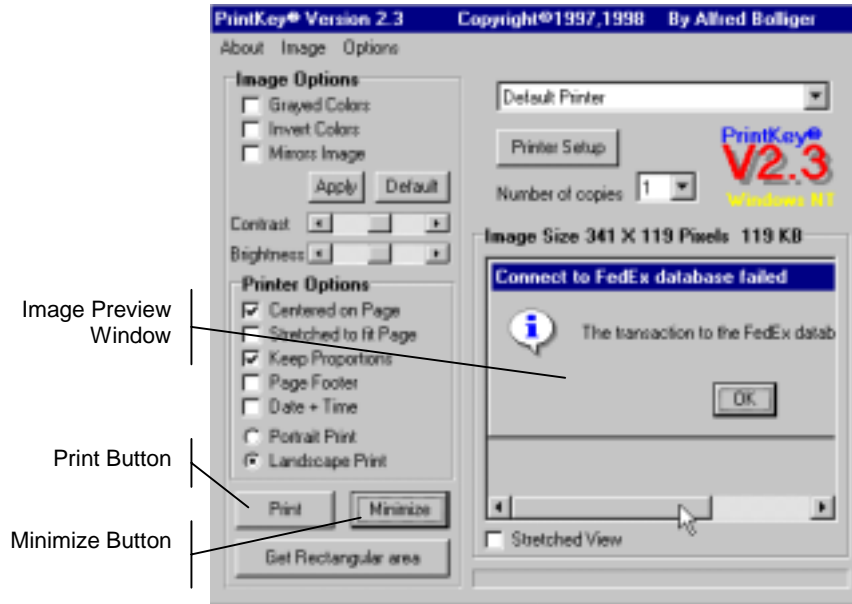 PrintKey® Version 2.3 Copyright©1997,1998 By Alfred Bolliger
About Image Options
Image Options
Grayed Colors
Invert Colors
Mirrors Image
Apply Default
Contrast
Brightness
Default Printer
Printer Setup
Number of copies 1
PrintKey®
V2.3
Windows NT
Printer Options
Centered on Page
Stretched to fit Page
Keep Proportions
Page Footer
Date + Time
Portrait Print
Landscape Print
Print Minimize
Get Rectangular area
Image Size 341 X 119 Pixels 119 KB
Connect to FedEx database failed
The transaction to the FedEx datab
OK
Stretched View
Image Preview
Window
Print Button
Minimize Button